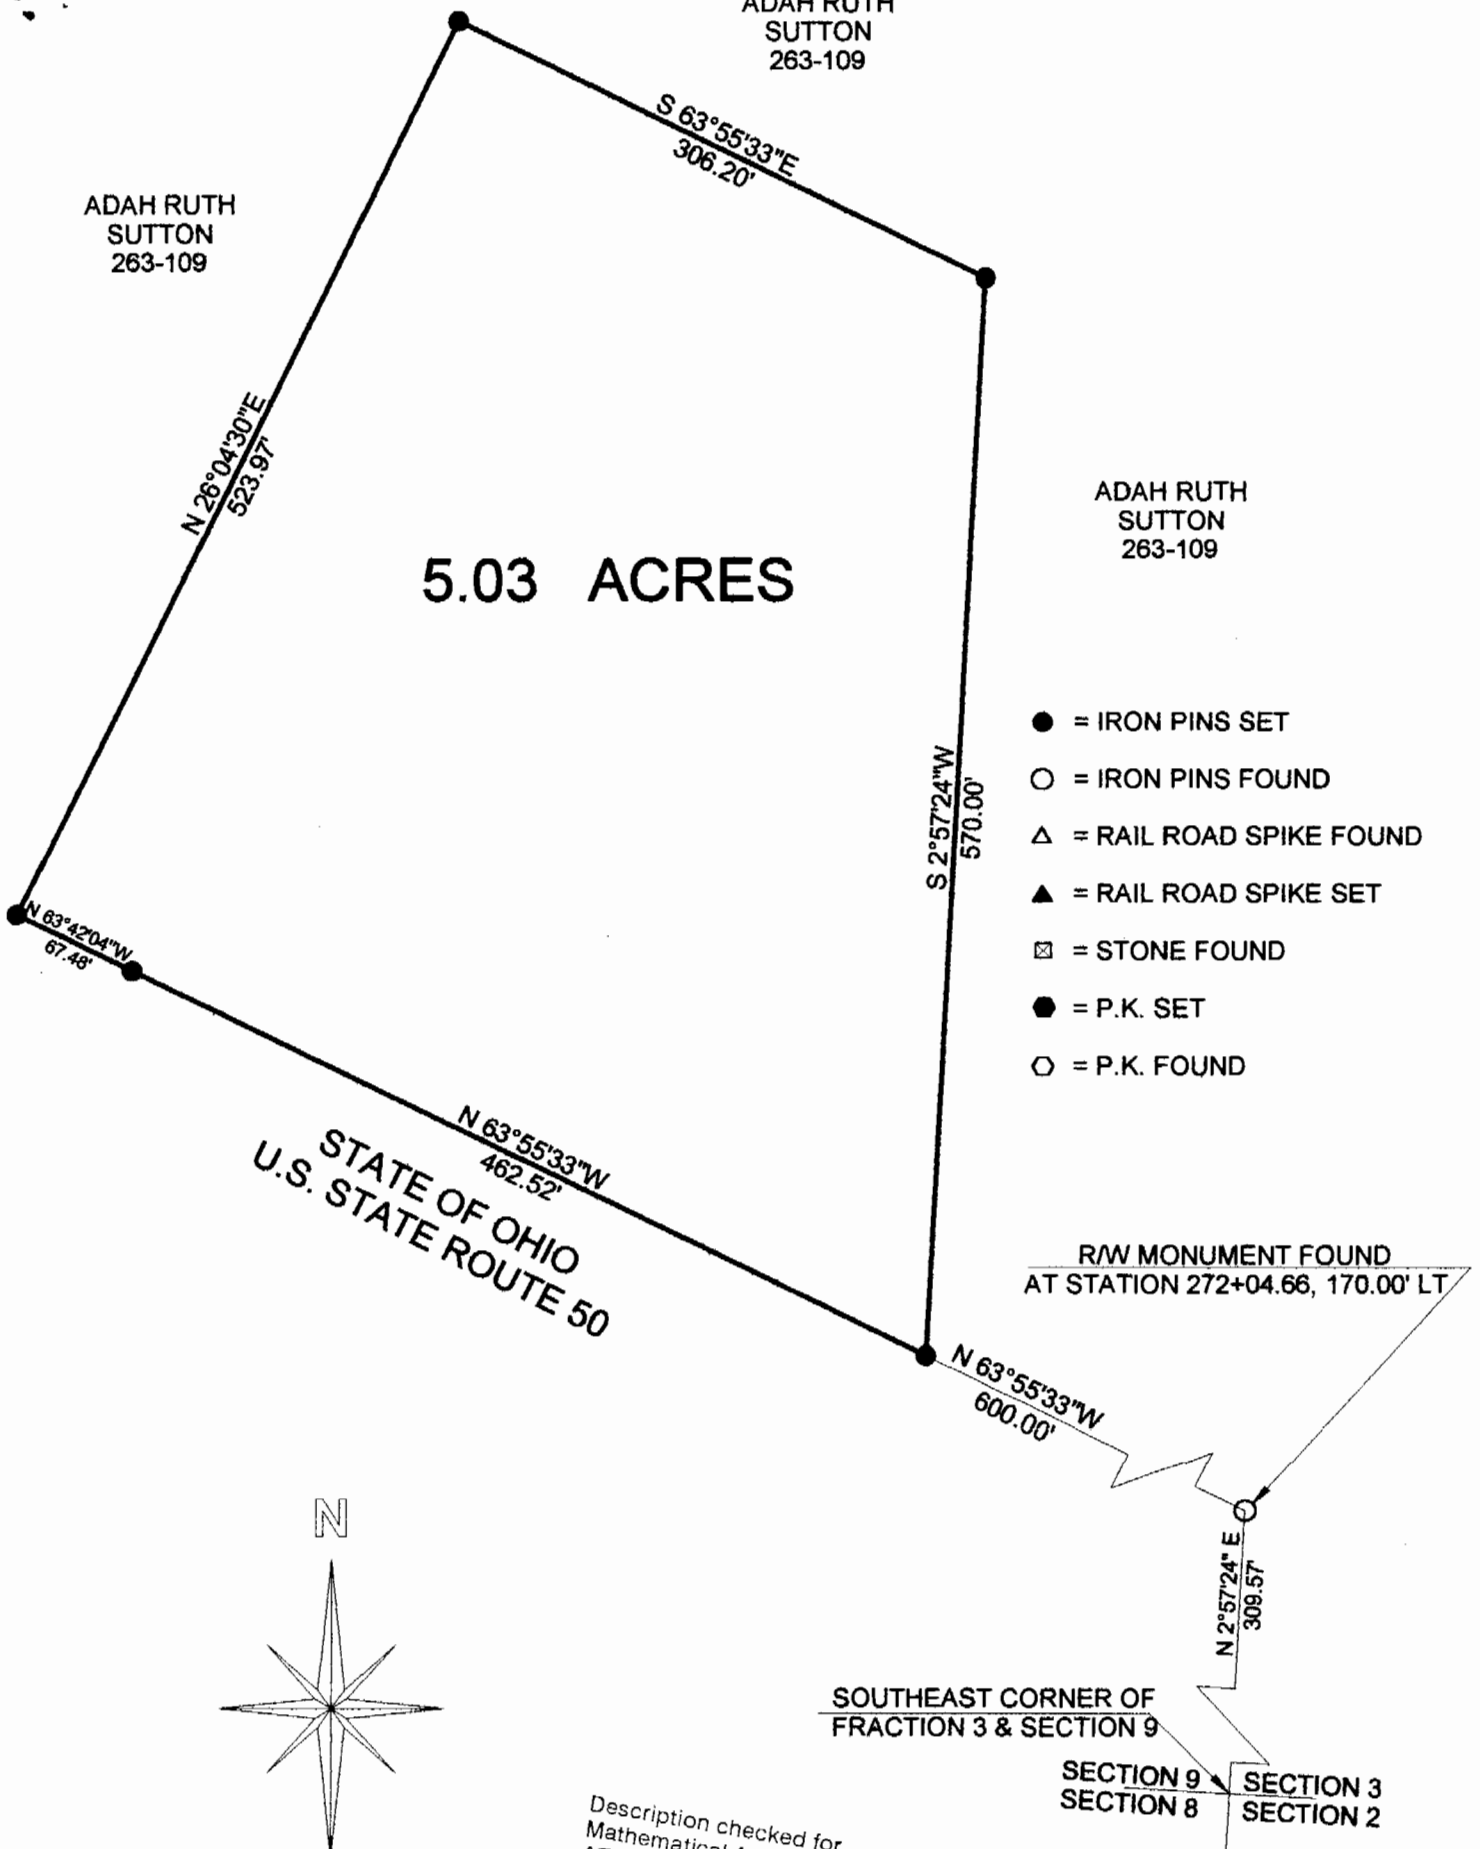 ADAH RUTH
SUTTON
263-109
S 63°55'33"E
306.20'
ADAH RUTH
SUTTON
263-109
N 26°04'30"E
523.97'
ADAH RUTH
SUTTON
263-109
5.03 ACRES
● = IRON PINS SET
○ = IRON PINS FOUND
△ = RAIL ROAD SPIKE FOUND
▲ = RAIL ROAD SPIKE SET
⊠ = STONE FOUND
⬢ = P.K. SET
⬡ = P.K. FOUND
S 2°57'24"W
570.00'
N 63°42'04"W
67.48'
N 63°55'33"W
462.52'
STATE OF OHIO
U.S. STATE ROUTE 50
R/W MONUMENT FOUND
AT STATION 272+04.66, 170.00' LT
N 63°55'33"W
600.00'
N
N 2°57'24" E
309.57'
SOUTHEAST CORNER OF
FRACTION 3 & SECTION 9
SECTION 9
SECTION 3
SECTION 8
SECTION 2
Description checked for
Mathematical